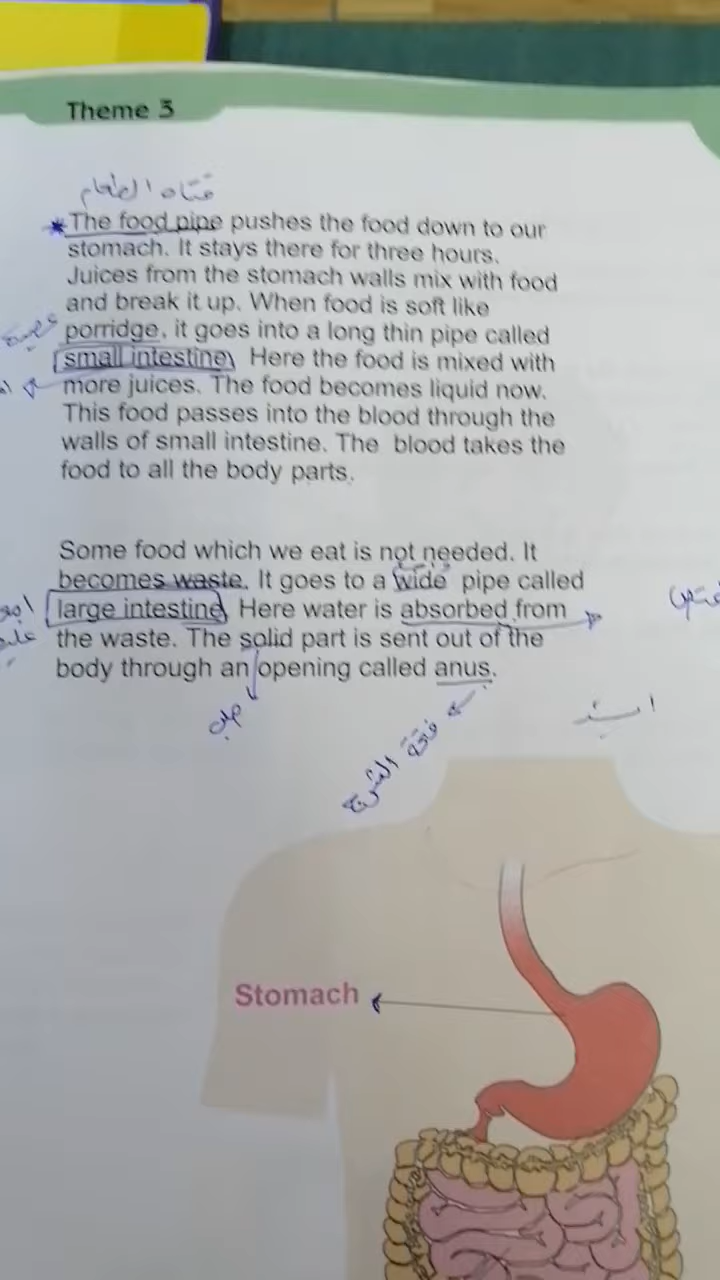 Theme 3
قناه الطعام
*The food pipe pushes the food down to our
stomach. It stays there for three hours.
Juices from the stomach walls mix with food
and break it up. When food is soft like
porridge, it goes into a long thin pipe called
small intestine Here the food is mixed with
more juices. The food becomes liquid now.
This food passes into the blood through the
walls of small intestine. The blood takes the
food to all the body parts.
Some food which we eat is not needed. It
becomes waste. It goes to a wide pipe called
large intestine Here water is absorbed from
the waste. The solid part is sent out of the
body through an opening called anus.
فتحة الشرج
Stomach